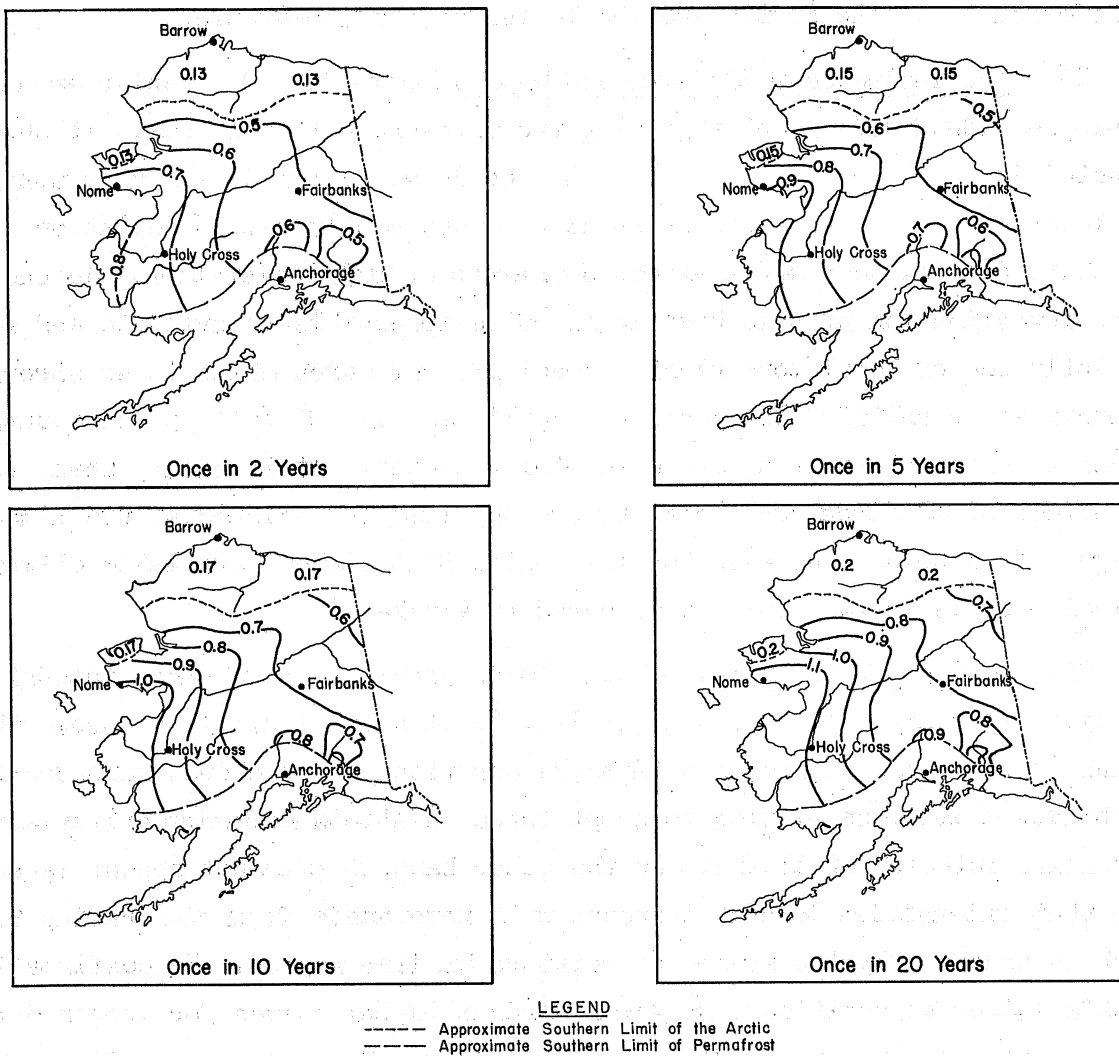 Barrow
0.13
0.13
0.5
0.6
0.13
0.7
Nome
Fairbanks
0.6
0.5
Holy Cross
0.8
Anchorage
Once in 2 Years
Barrow
0.15
0.15
0.5
0.6
0.7
0.15
0.8
Nome
0.9
Fairbanks
0.6
0.7
Holy Cross
Anchorage
Once in 5 Years
Barrow
0.17
0.17
0.6
0.7
0.8
0.17
0.9
Nome
1.0
Fairbanks
0.8
0.7
Holy Cross
Anchorage
Once in 10 Years
Barrow
0.2
0.2
0.7
0.8
0.9
0.2
1.0
1.1
Nome
Fairbanks
0.8
0.9
Holy Cross
Anchorage
Once in 20 Years
LEGEND
Approximate Southern Limit of the Arctic
Approximate Southern Limit of Permafrost